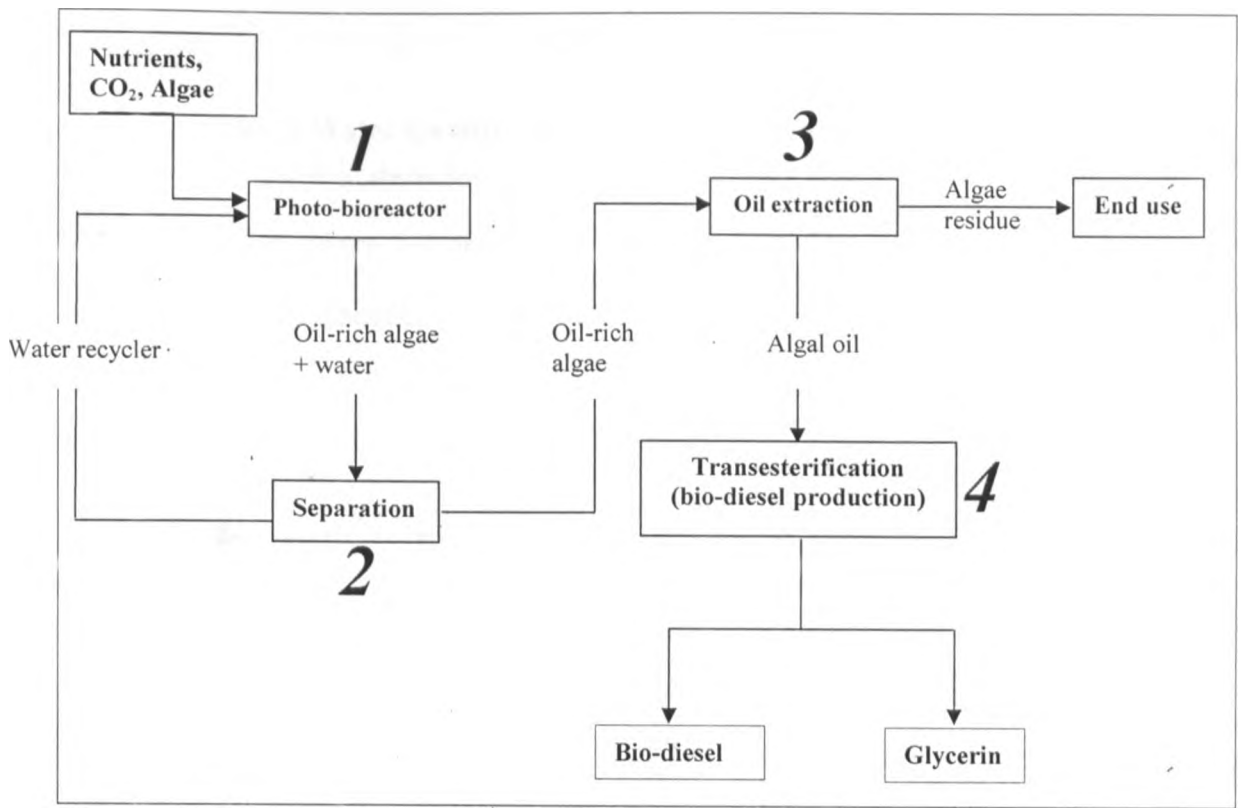 Nutrients,
CO₂, Algae
1
Photo-bioreactor
3
Oil extraction
Algae
residue
End use
Water recycler
Oil-rich algae
+ water
Oil-rich
algae
Algal oil
Separation
2
Transesterification
(bio-diesel production)
4
Bio-diesel
Glycerin